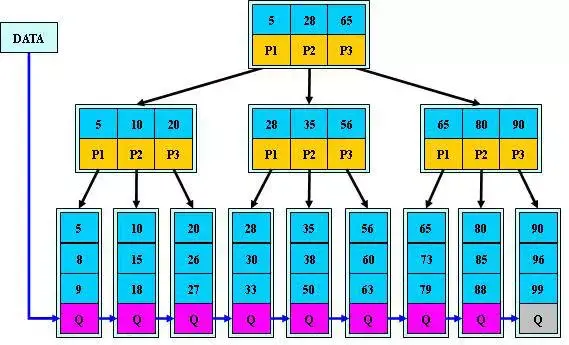 5 28 65
DATA
P1 P2 P3
5 10 20 28 35 56 65 80 90
P1 P2 P3 P1 P2 P3 P1 P2 P3
5 10 20 28 35 56 65 80 90
8 15 26 30 38 60 73 85 96
9 18 27 33 50 63 79 88 99
Q Q Q Q Q Q Q Q Q